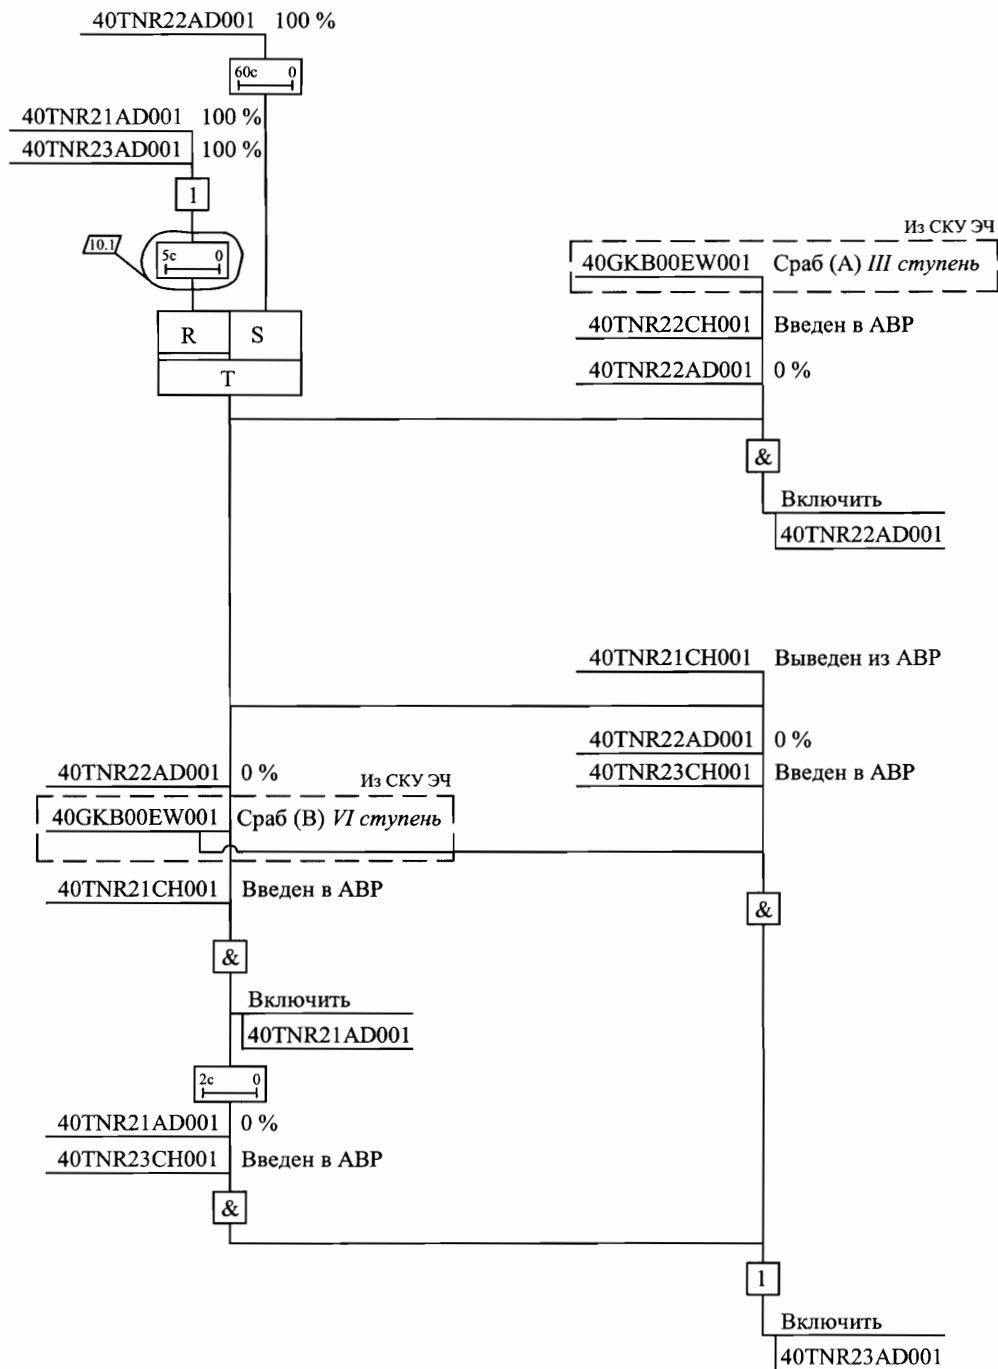 40TNR22AD001 100 %
60с 0
40TNR21AD001 100 %
40TNR23AD001 100 %
1
10.1
5с 0
R S
T
Из СКУ ЭЧ
40GKB00EW001 Сраб (А) III ступень
40TNR22CH001 Введен в АВР
40TNR22AD001 0 %
&
Включить
40TNR22AD001
40TNR21CH001 Выведен из АВР
40TNR22AD001 0 %
40TNR23CH001 Введен в АВР
40TNR22AD001 0 %
Из СКУ ЭЧ
40GKB00EW001 Сраб (В) VI ступень
40TNR21CH001 Введен в АВР
&
&
Включить
40TNR21AD001
2с 0
40TNR21AD001 0 %
40TNR23CH001 Введен в АВР
&
1
Включить
40TNR23AD001